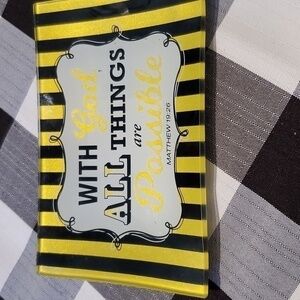 WITH God
ALL THINGS
are
Possible
MATTHEW 19:26